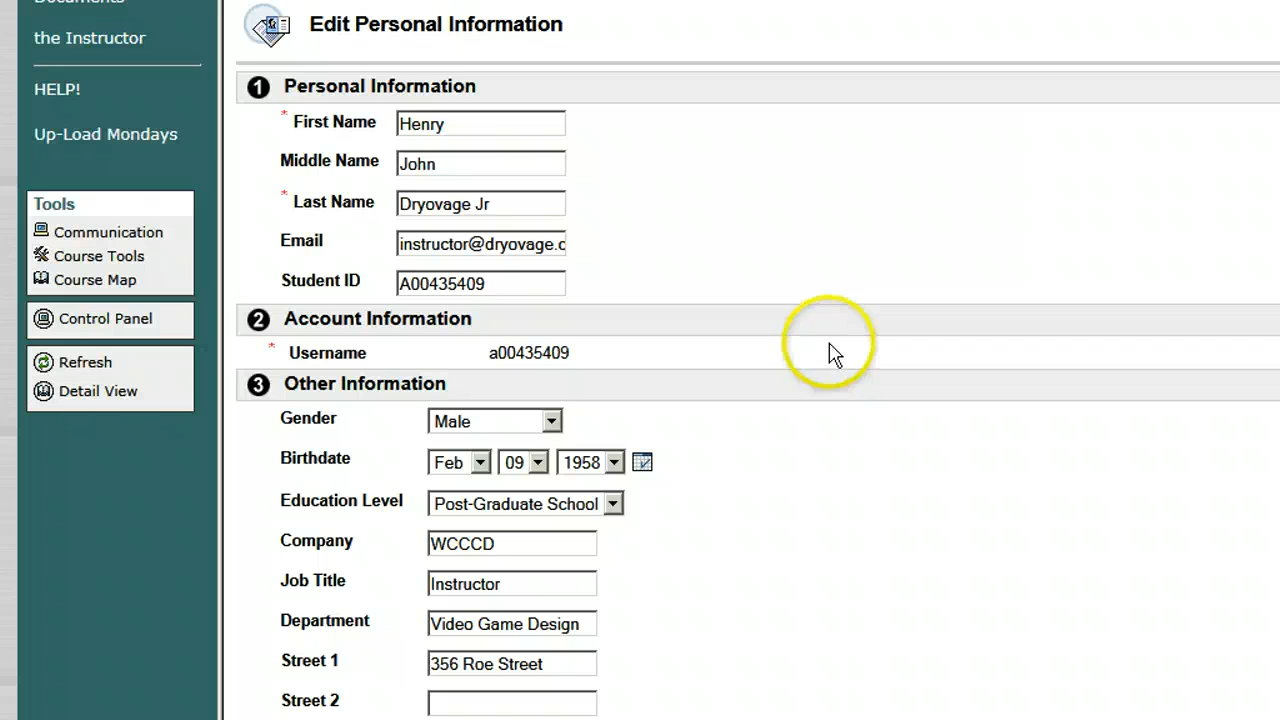 Documents
the Instructor
HELP!
Up-Load Mondays
Tools
Communication
Course Tools
Course Map
Control Panel
Refresh
Detail View
Edit Personal Information
1 Personal Information
* First Name Henry
Middle Name John
* Last Name Dryovage Jr
Email instructor@dryovage.c
Student ID A00435409
2 Account Information
* Username a00435409
3 Other Information
Gender Male
Birthdate Feb 09 1958
Education Level Post-Graduate School
Company WCCCD
Job Title Instructor
Department Video Game Design
Street 1 356 Roe Street
Street 2